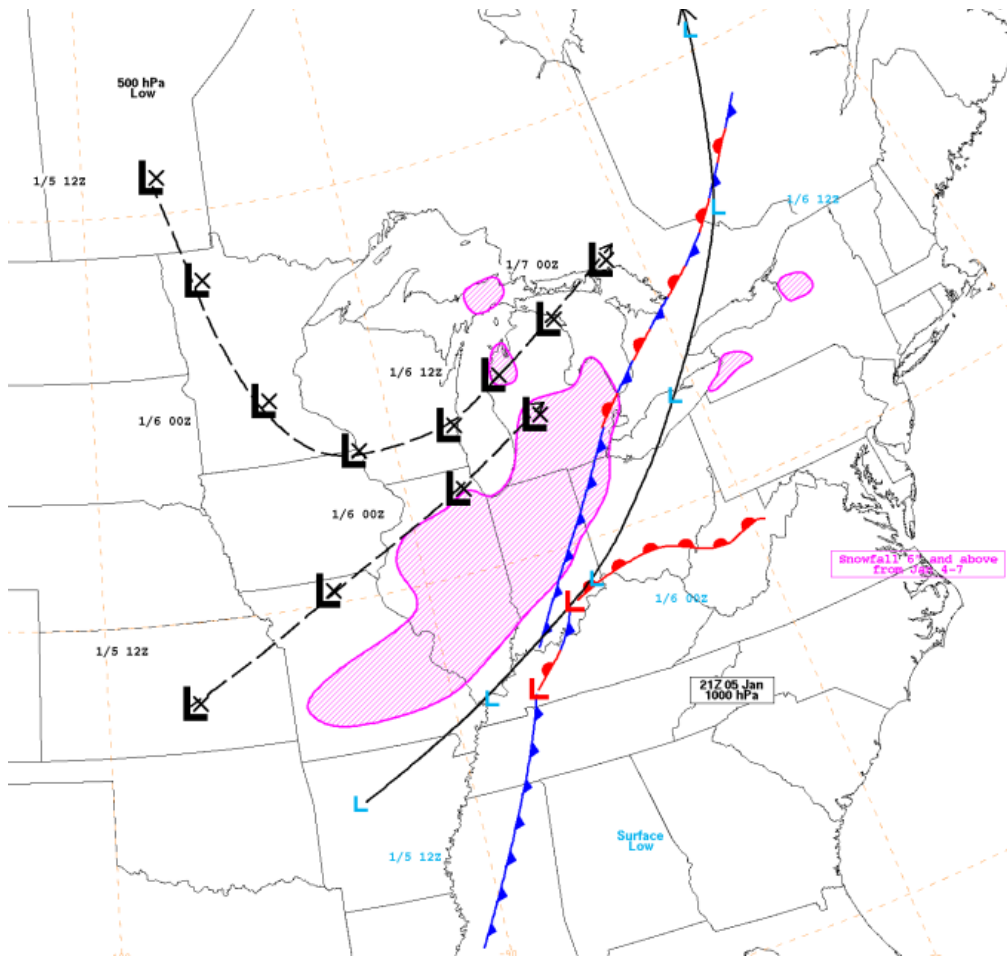 500 hPa
Low
1/5 12Z
L
L
1/6 12Z
1/7 00Z
L
L
L
L
1/6 12Z
L
L
L
L
1/6 00Z
L
L
L
1/6 00Z
Snowfall 6" and above
from Jan 4-7
L
L
L
1/6 00Z
1/5 12Z
21Z 05 Jan
1000 hPa
L
L
L
L
Surface
Low
1/5 12Z